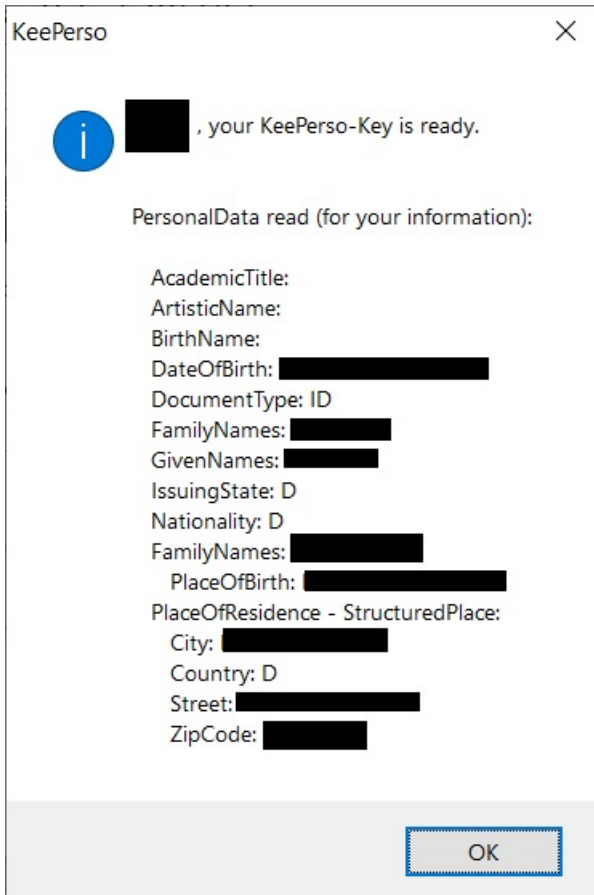 KeePerso
, your KeePerso-Key is ready.
PersonalData read (for your information):
AcademicTitle:
ArtisticName:
BirthName:
DateOfBirth:
DocumentType: ID
FamilyNames:
GivenNames:
IssuingState: D
Nationality: D
FamilyNames:
PlaceOfBirth:
PlaceOfResidence - StructuredPlace:
City:
Country: D
Street:
ZipCode:
OK